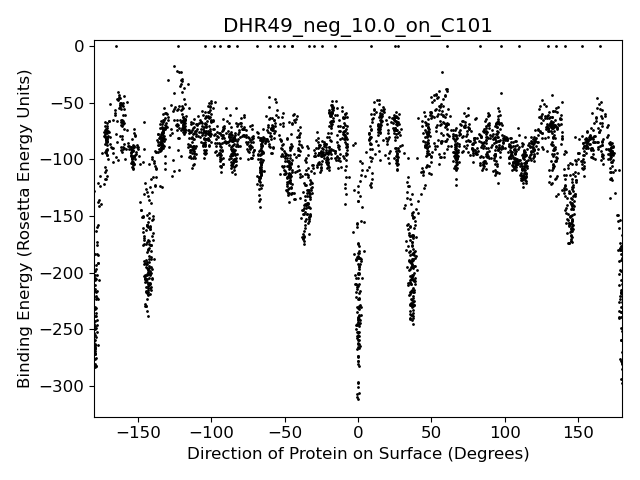 DHR49_neg_10.0_on_C101
Binding Energy (Rosetta Energy Units)
0
−50
−100
−150
−200
−250
−300
−150 −100 −50 0 50 100 150
Direction of Protein on Surface (Degrees)